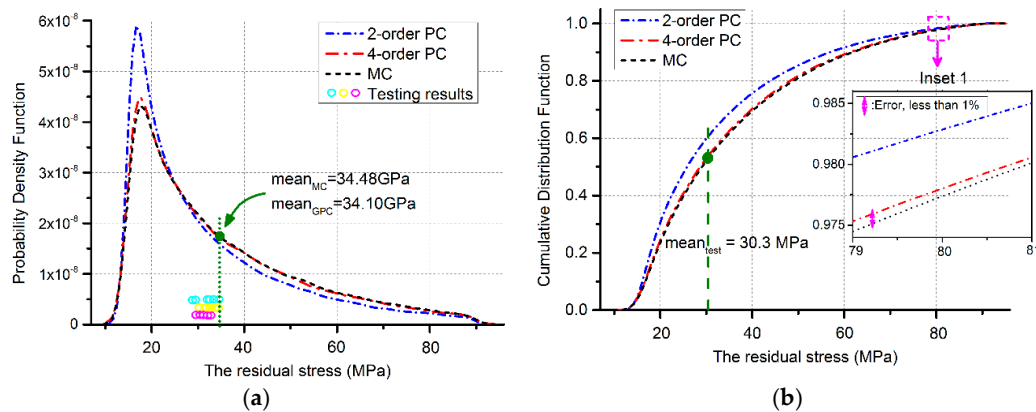 6x10⁻⁸
5x10⁻⁸
4x10⁻⁸
3x10⁻⁸
2x10⁻⁸
1x10⁻⁸
0
Probability Density Function
2-order PC
4-order PC
MC
Testing results
mean_MC=34.48GPa
mean_GPC=34.10GPa
20 40 60 80
The residual stress (MPa)
(a)
1.0
0.8
0.6
0.4
0.2
0.0
Cumulative Distribution Function
2-order PC
4-order PC
MC
Inset 1
:Error, less than 1%
0.985
0.980
0.975
79 80 8
mean_test = 30.3 MPa
20 40 60 80
The residual stress (MPa)
(b)